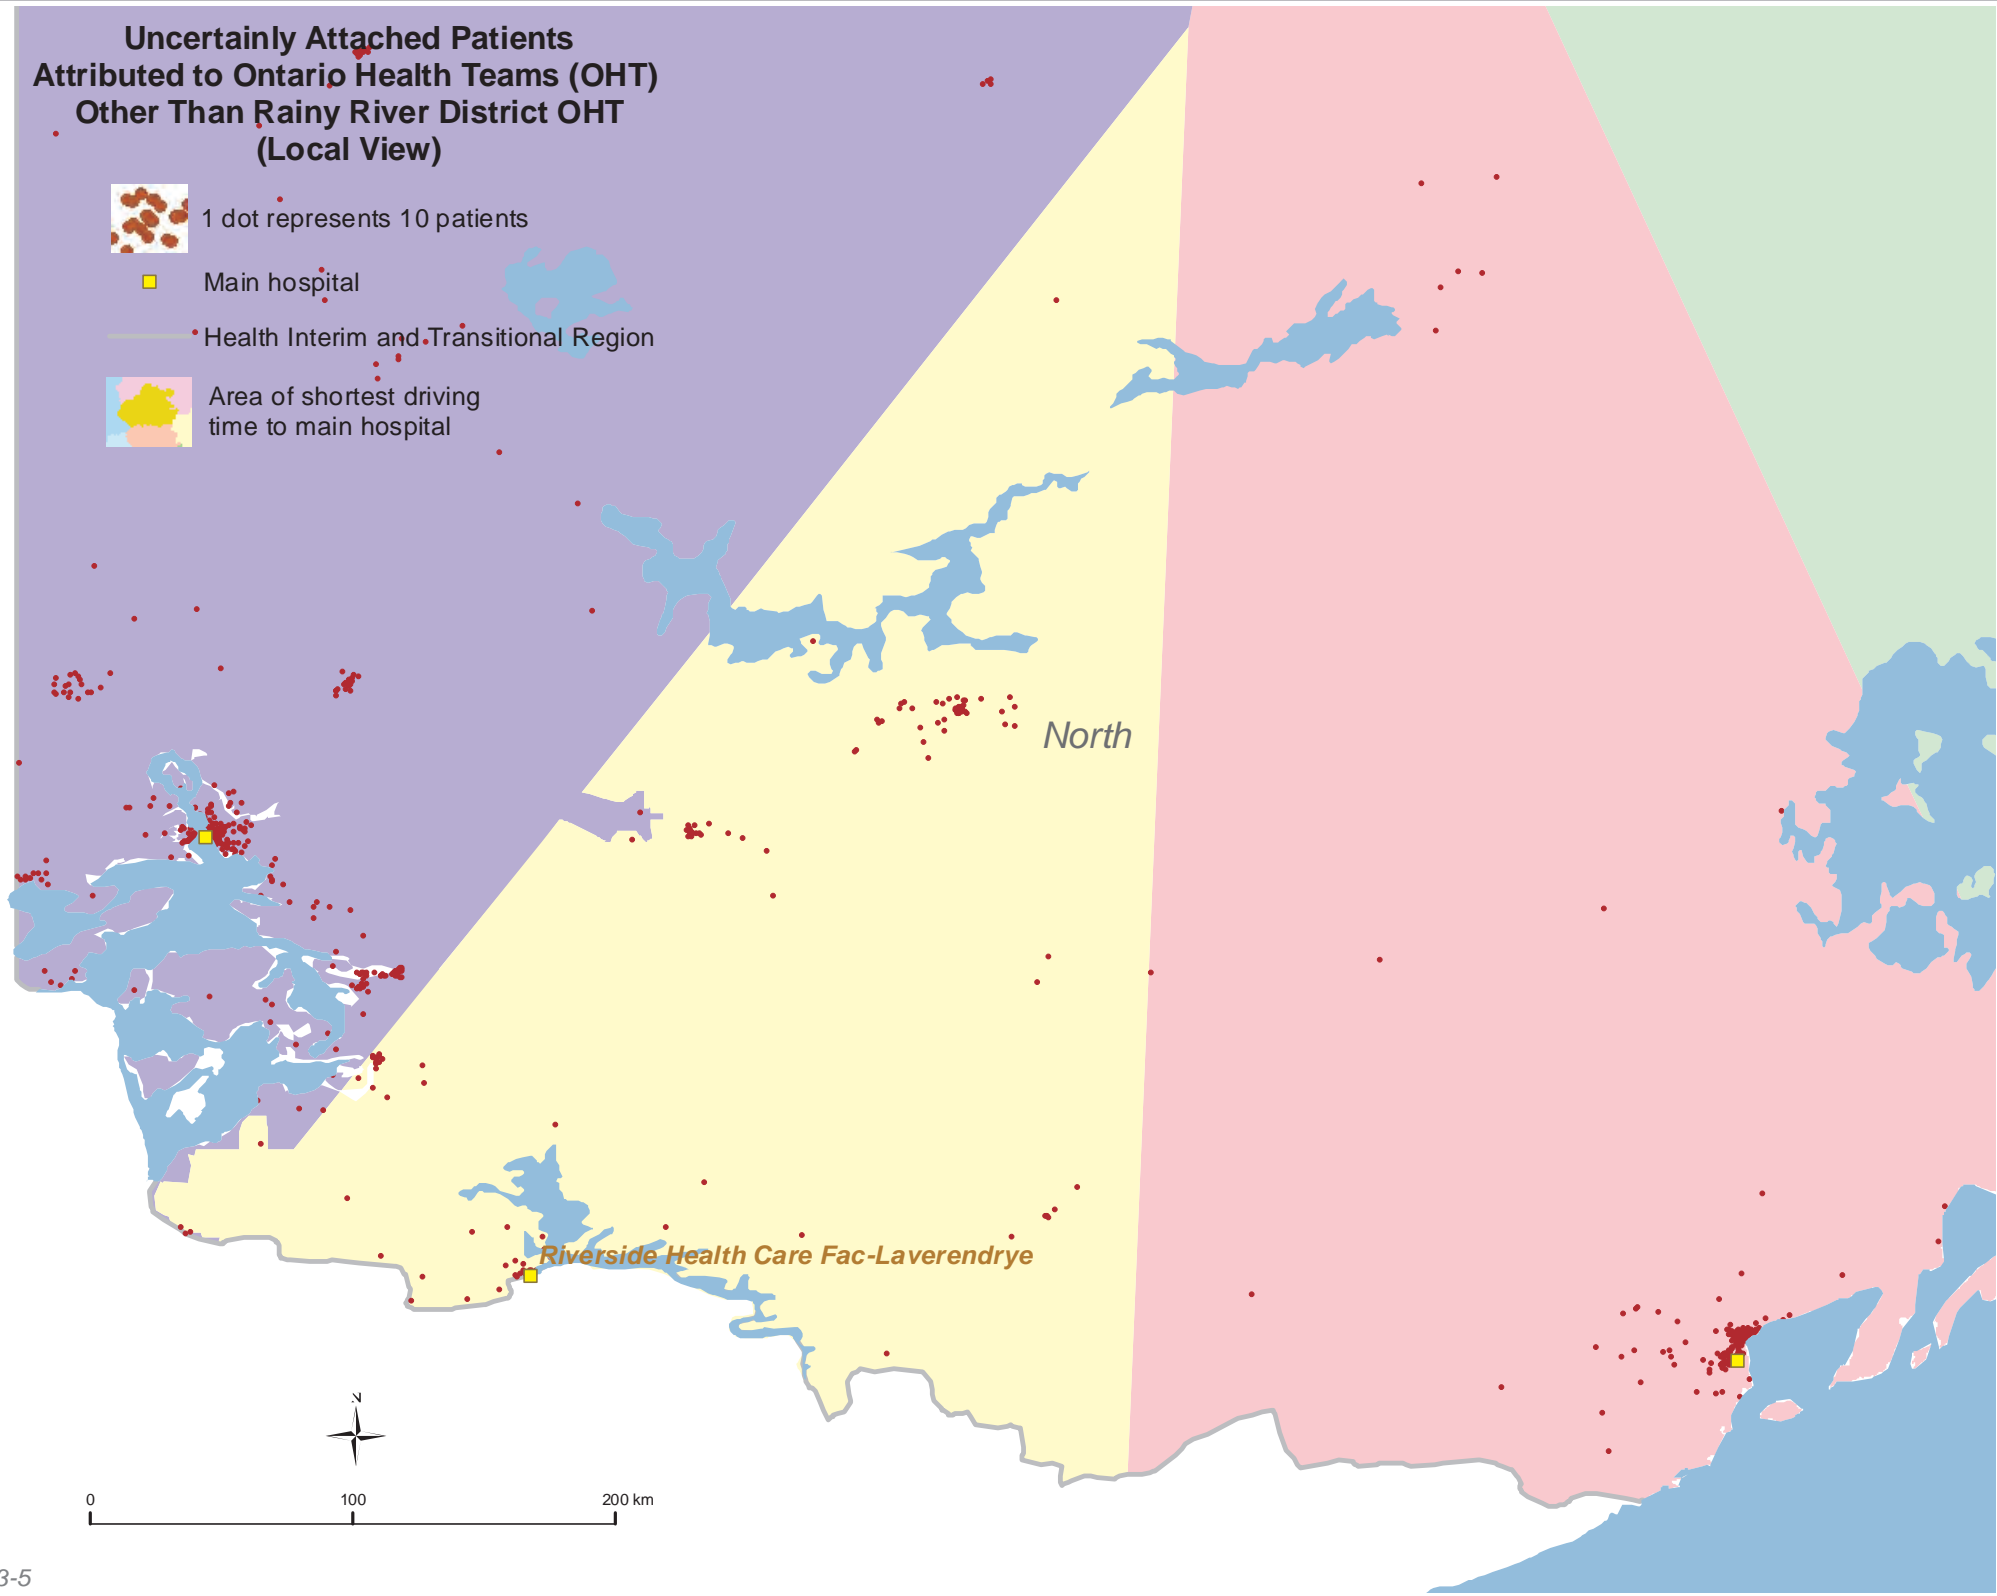 Uncertainly Attached Patients
Attributed to Ontario Health Teams (OHT)
Other Than Rainy River District OHT
(Local View)
1 dot represents 10 patients
Main hospital
Health Interim and Transitional Region
Area of shortest driving
time to main hospital
North
Riverside Health Care Fac-Laverendrye
N
0 100 200 km
3-5